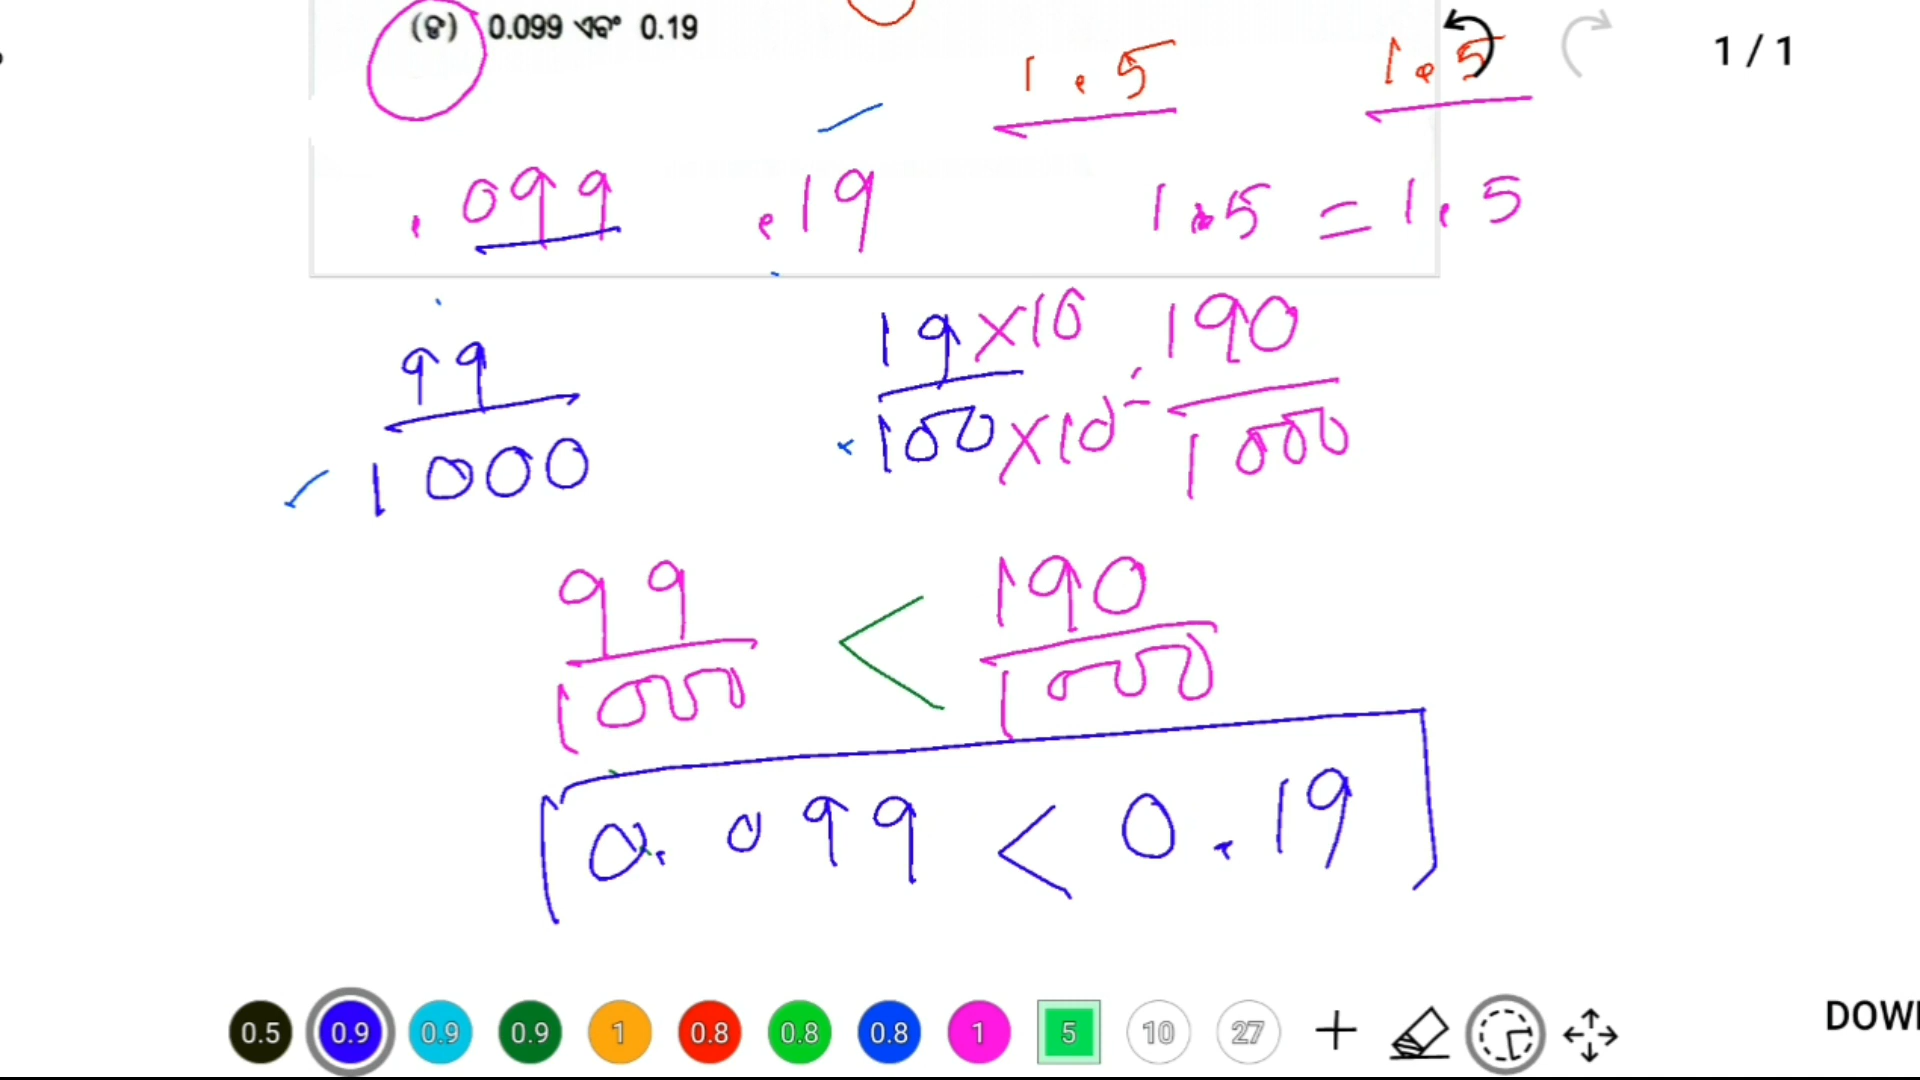 (ଚ) 0.099 ଏବଂ 0.19
1 / 1
1.5 1.5
.099 .19 1.5 = 1.5
99/1000 19×10/100×10 = 190/1000
99/1000 < 190/1000
0.099 < 0.19
0.5 0.9 0.9 0.9 1 0.8 0.8 0.8 1 5 10 27 +
DOW